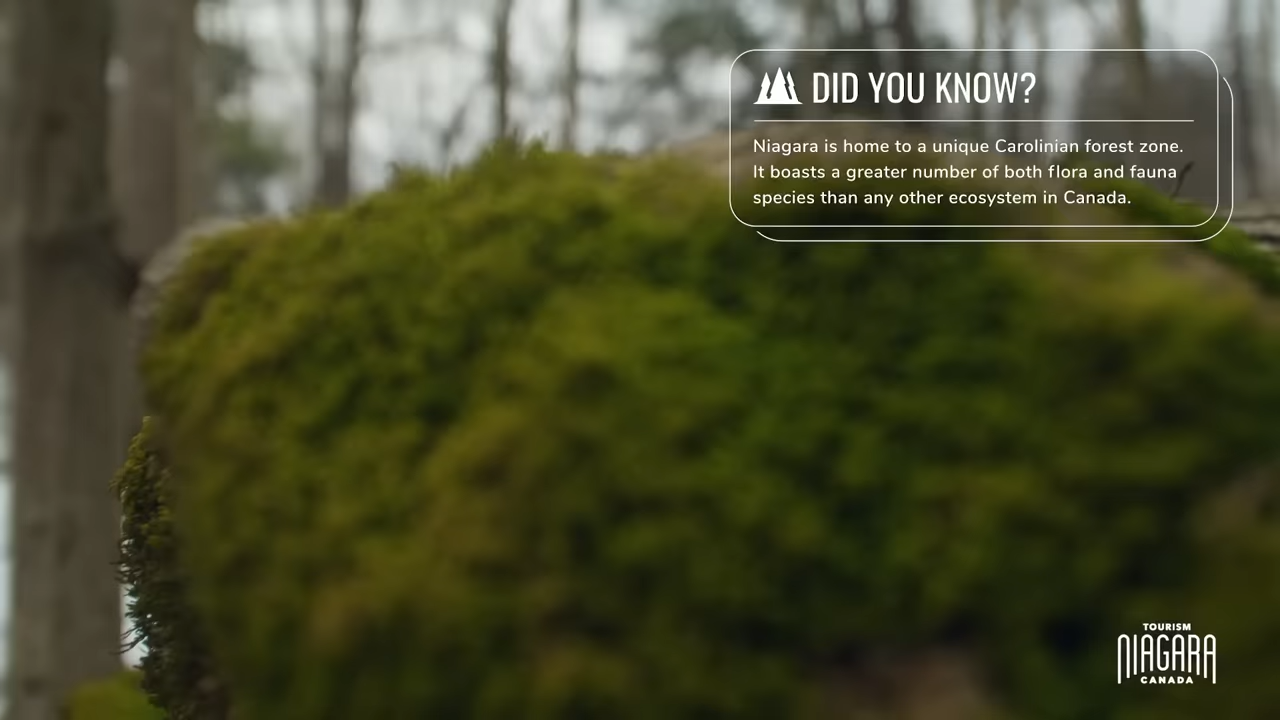 DID YOU KNOW?
Niagara is home to a unique Carolinian forest zone.
It boasts a greater number of both flora and fauna
species than any other ecosystem in Canada.
TOURISM
NIAGARA
CANADA